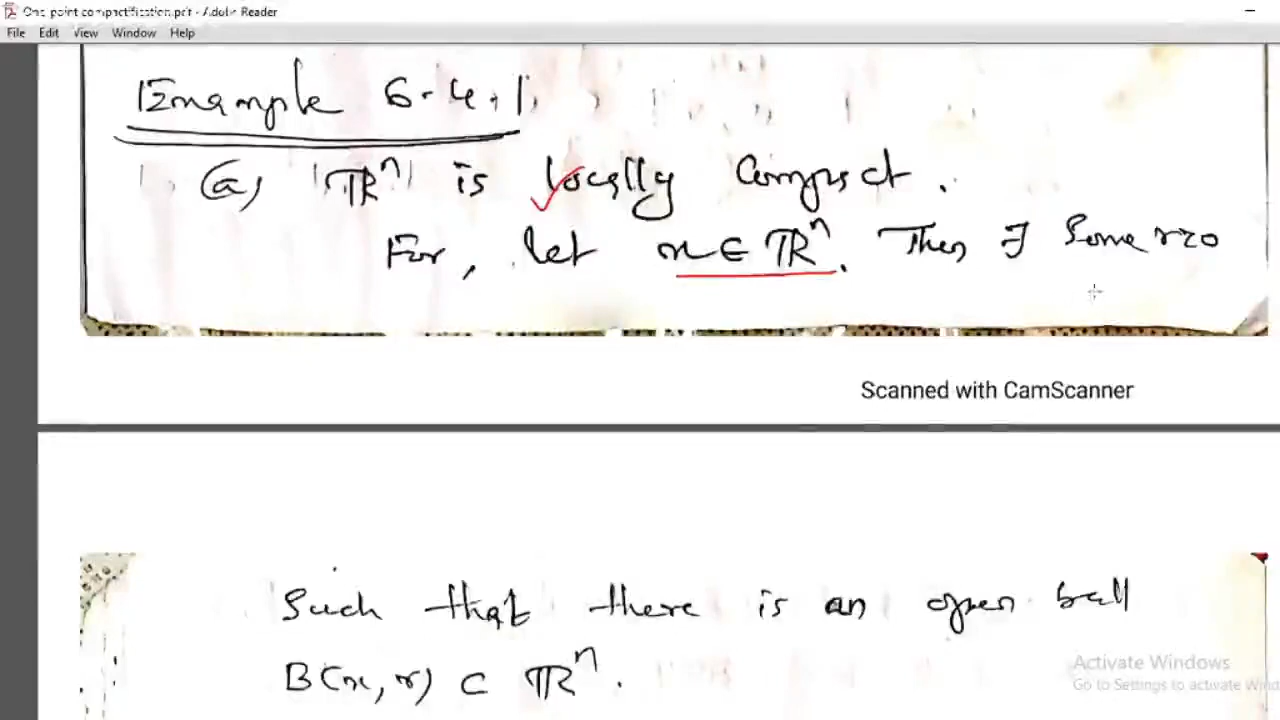 One point compactification.pdf - Adobe Reader
File Edit View Window Help
Example 6.4.1
(a) ℝⁿ is locally compact.
For, let x ∈ ℝⁿ. Then ∃ some r>0
Scanned with CamScanner
Such that there is an open ball
B(x, r) ⊂ ℝⁿ.
Activate Windows
Go to Settings to activate Wind